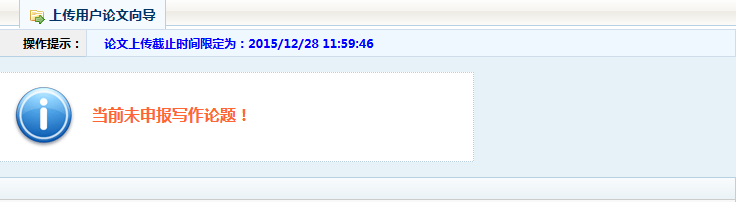 上传用户论文向导
操作提示： 论文上传截止时间限定为：2015/12/28 11:59:46
当前未申报写作论题！